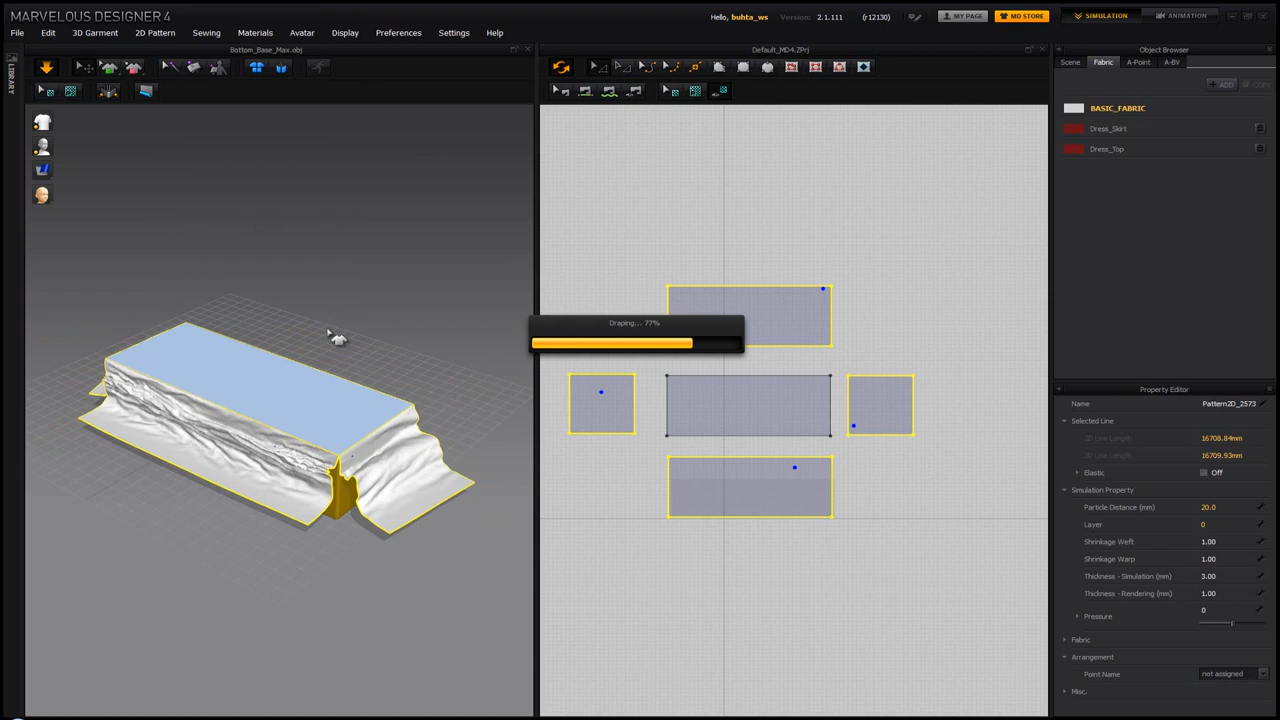 MARVELOUS DESIGNER 4
Hello, buhta_ws Version: 2.1.111 (r12130) MY PAGE MD STORE SIMULATION ANIMATION
File Edit 3D Garment 2D Pattern Sewing Materials Avatar Display Preferences Settings Help
LIBRARY
Bottom_Base_Max.obj
Default_MD4.ZPrj
Object Browser
Scene Fabric A-Point A-BV
ADD COPY
BASIC_FABRIC
Dress_Skirt
Dress_Top
Draping... 77%
Property Editor
Name Pattern2D_2573
Selected Line
2D Line Length 16708.84mm
3D Line Length 16709.93mm
Elastic Off
Simulation Property
Particle Distance (mm) 20.0
Layer 0
Shrinkage Weft 1.00
Shrinkage Warp 1.00
Thickness - Simulation (mm) 3.00
Thickness - Rendering (mm) 1.00
Pressure 0
Fabric
Arrangement
Point Name not assigned
Misc.